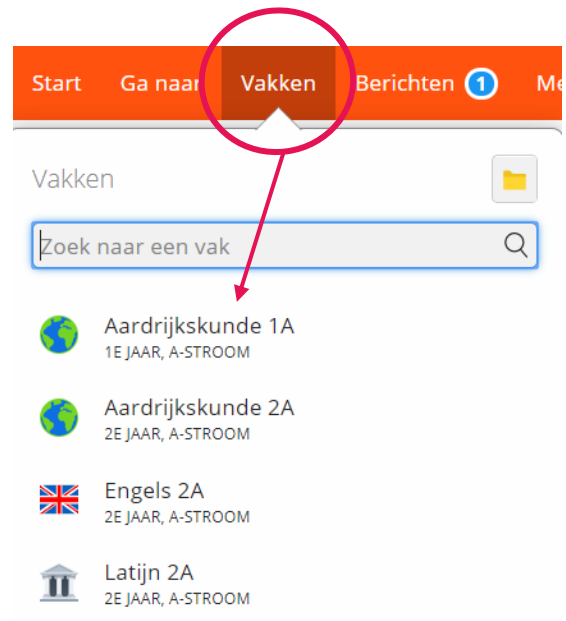 Start Ga naar Vakken Berichten 1
Vakken
Zoek naar een vak
Aardrijkskunde 1A
1E JAAR, A-STROOM
Aardrijkskunde 2A
2E JAAR, A-STROOM
Engels 2A
2E JAAR, A-STROOM
Latijn 2A
2E JAAR, A-STROOM